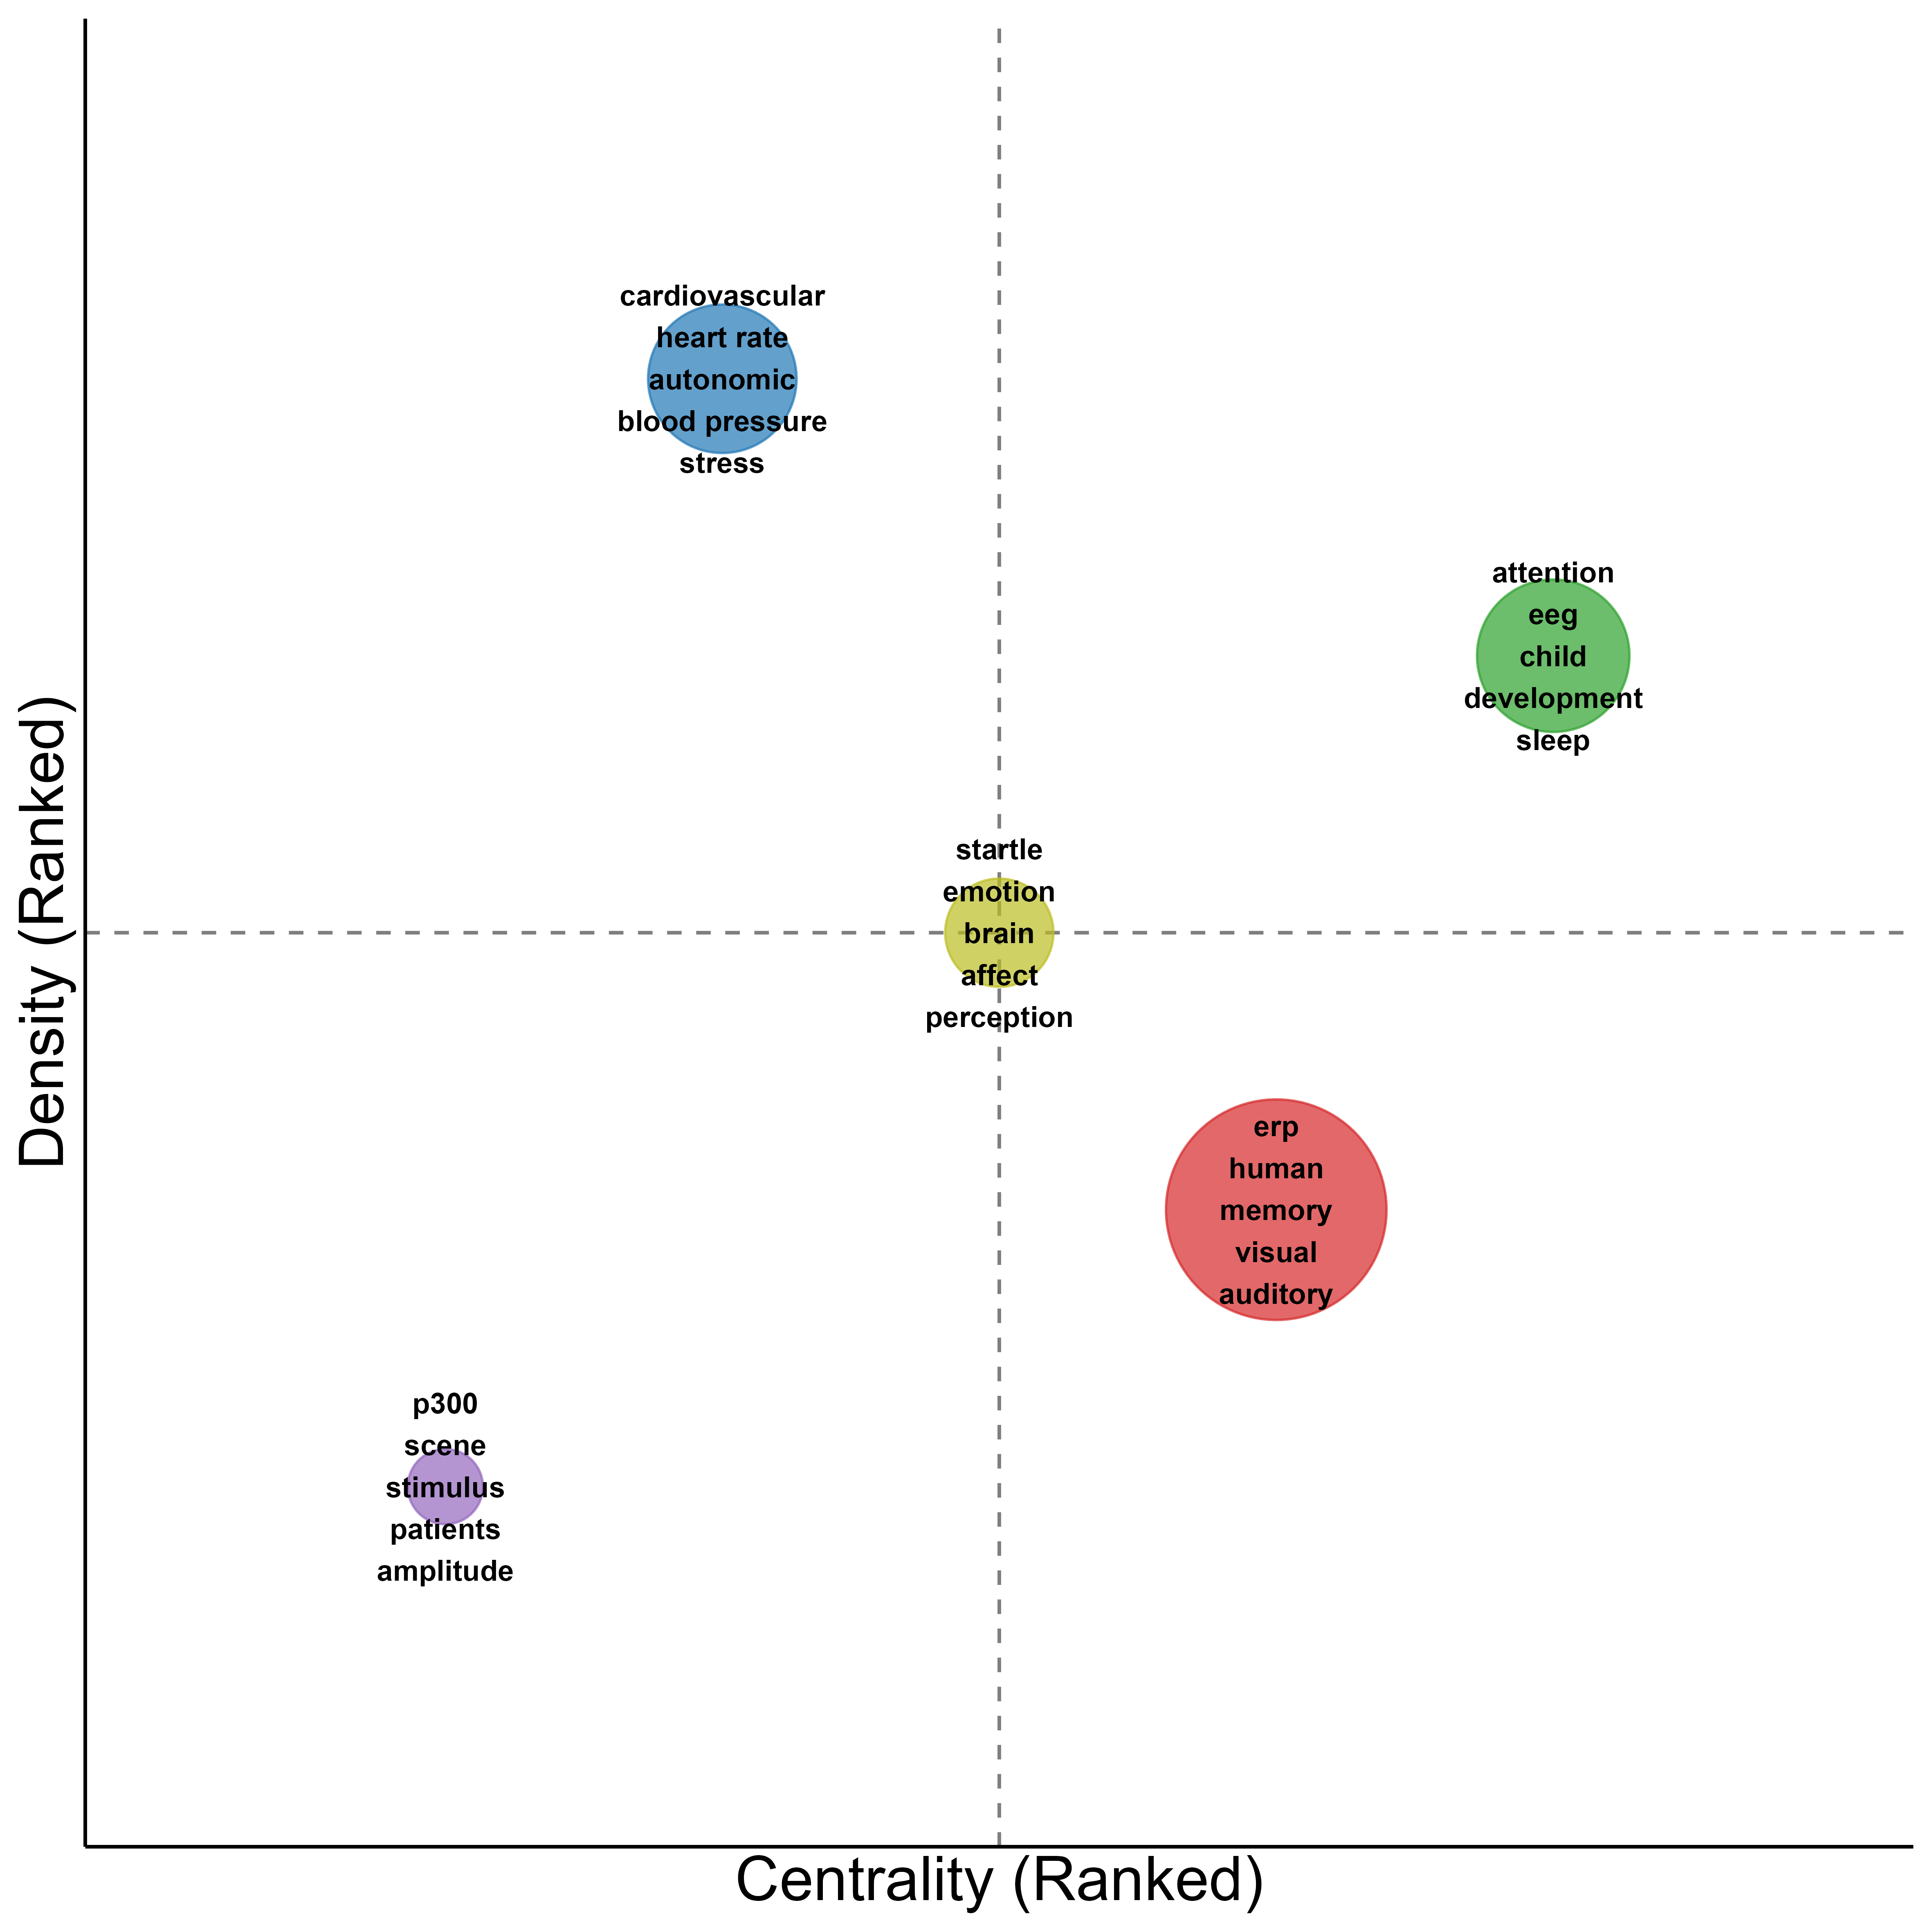 cardiovascular
heart rate
autonomic
blood pressure
stress
attention
eeg
child
development
sleep
startle
emotion
brain
affect
perception
erp
human
memory
visual
auditory
p300
scene
stimulus
patients
amplitude
Density (Ranked)
Centrality (Ranked)